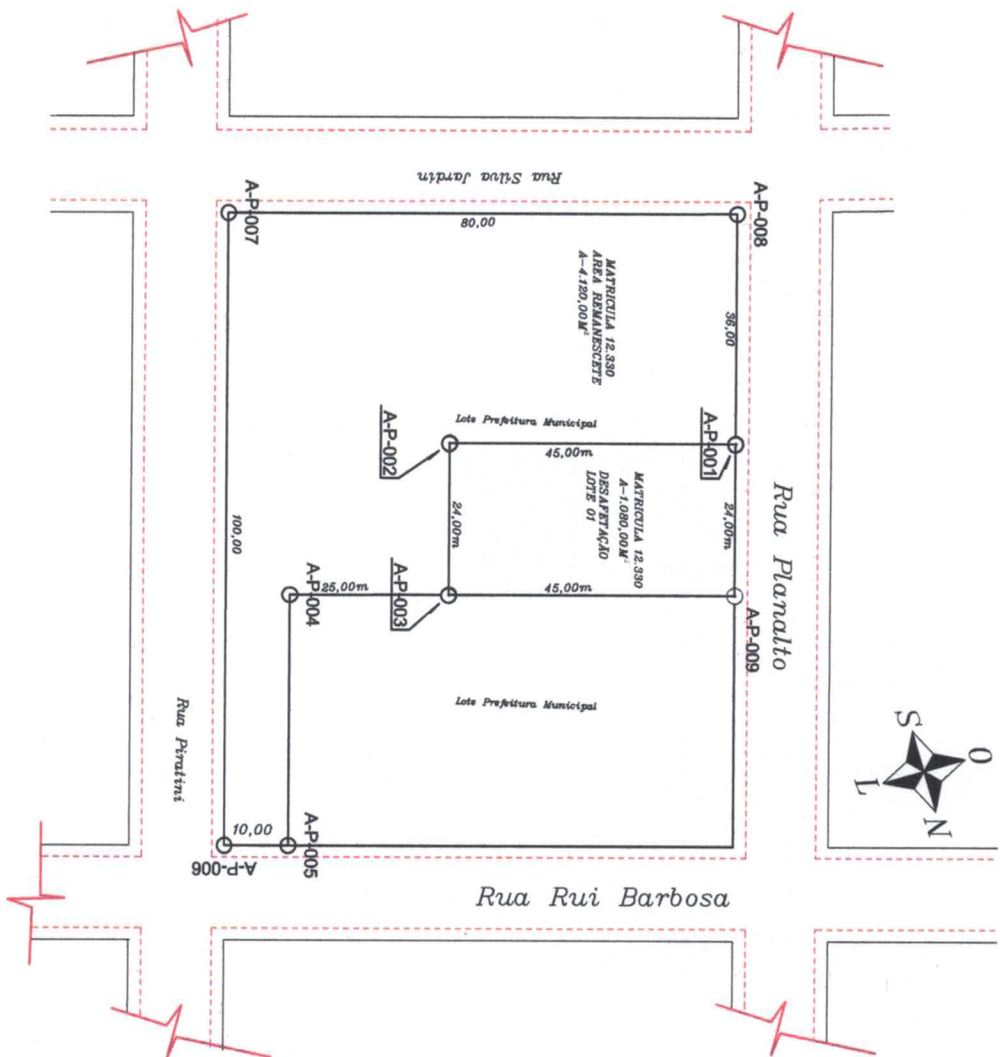 Rua Silva Jardin
A-P-007
A-P-008
80,00
36,00
MATRICULA 12.330
AREA REMANESCETE
A-4.120,00M²
Lote Prefeitura Municipal
A-P-002
A-P-001
45,00m
24,00m
24,00m
MATRICULA 12.330
A-1.080,00M²
DESAFETAÇÃO
LOTE 01
Rua Planalto
100,00
A-P-004
25,00m
A-P-003
45,00m
A-P-009
Lote Prefeitura Municipal
Rua Piratini
S
O
L
N
10,00
A-P-005
A-P-006
Rua Rui Barbosa